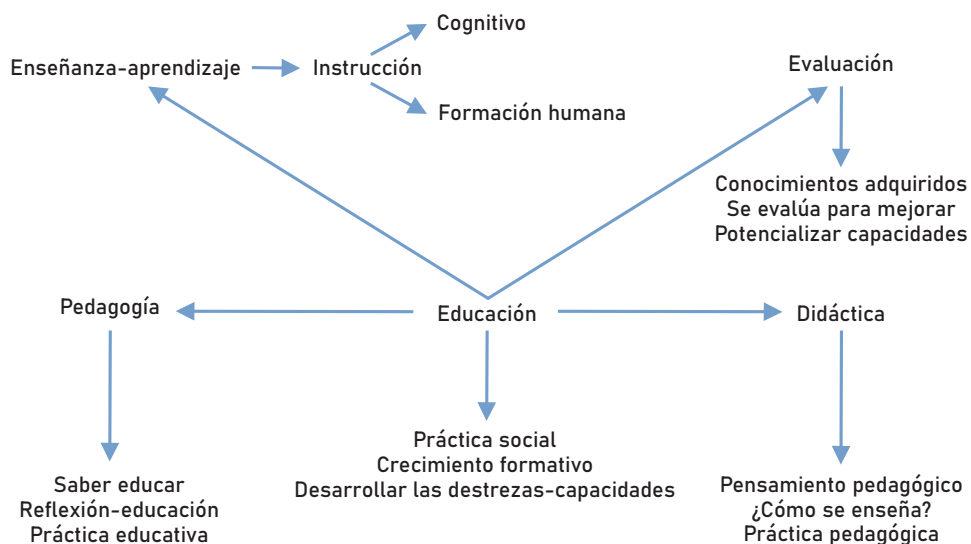 Cognitivo
Enseñanza-aprendizaje
Instrucción
Formación humana
Evaluación
Conocimientos adquiridos
Se evalúa para mejorar
Potencializar capacidades
Pedagogía
Educación
Didáctica
Práctica social
Crecimiento formativo
Desarrollar las destrezas-capacidades
Saber educar
Reflexión-educación
Práctica educativa
Pensamiento pedagógico
¿Cómo se enseña?
Práctica pedagógica